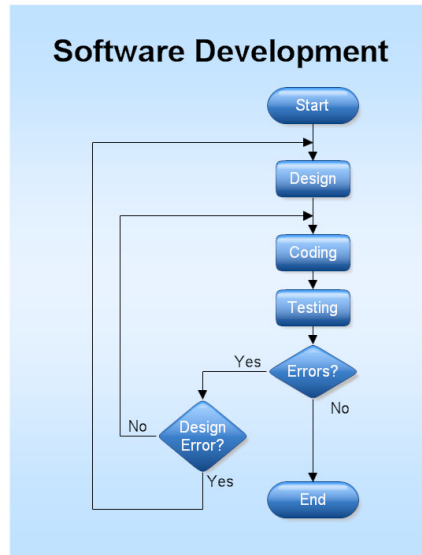 Software Development
Start
Design
Coding
Testing
Errors?
Yes
No
Design
Error?
No
Yes
End